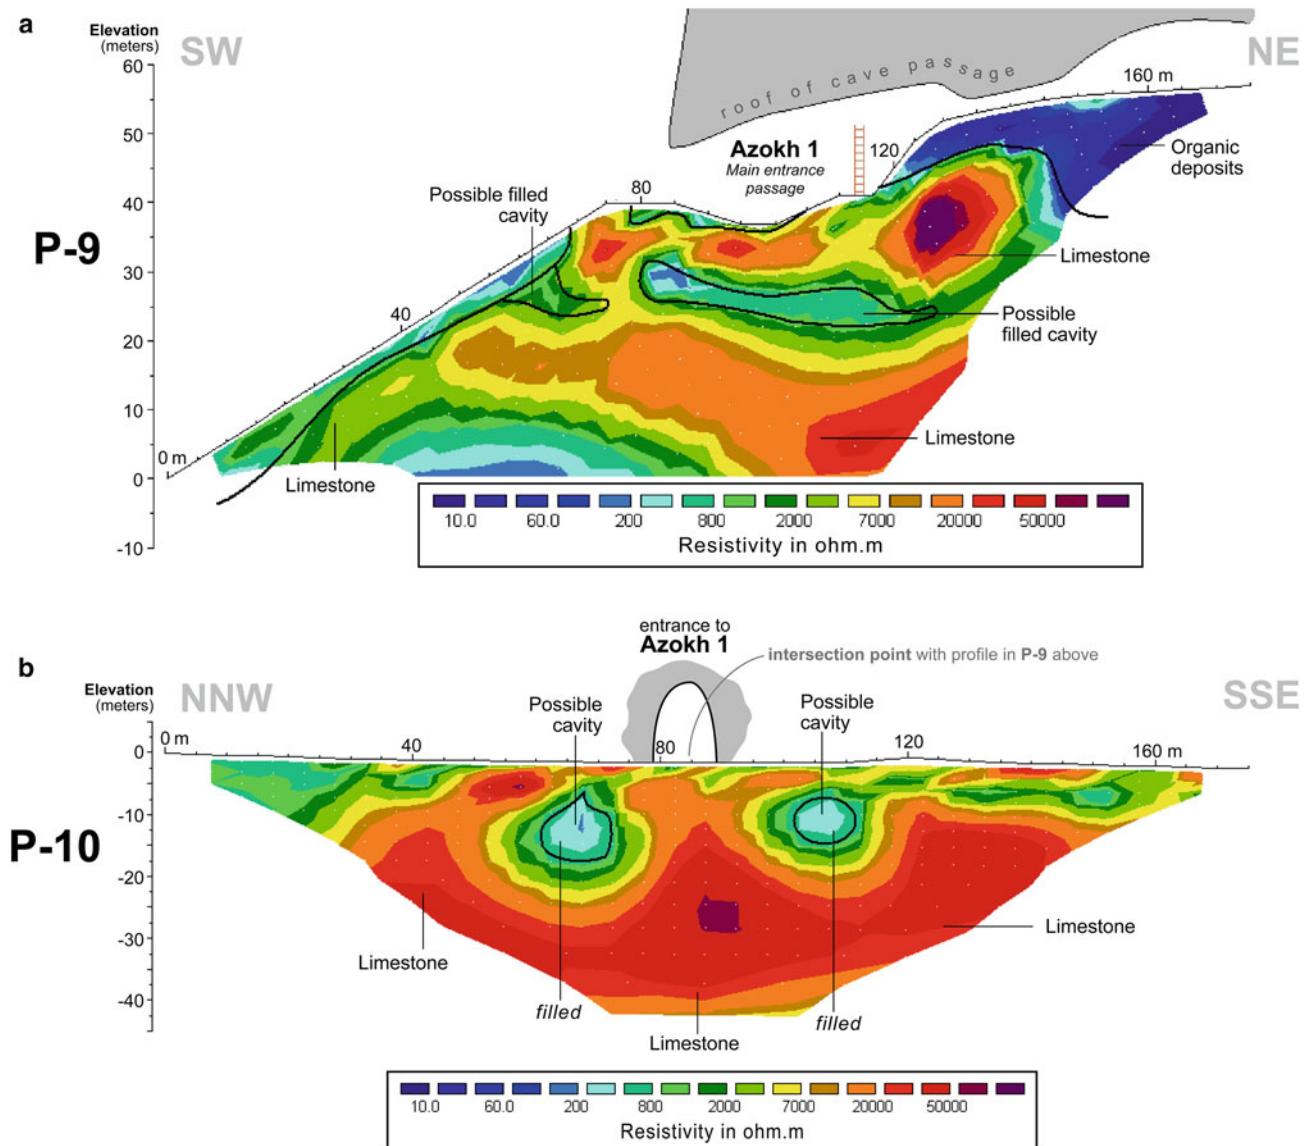 a
Elevation
(meters)
SW
NE
60
50
40
30
20
10
0
-10
P-9
roof of cave passage
160 m
Azokh 1
Main entrance
passage
120
Organic
deposits
80
Possible filled
cavity
Limestone
40
Possible
filled cavity
0 m
Limestone
Limestone
10.0 60.0 200 800 2000 7000 20000 50000
Resistivity in ohm.m
b
entrance to
Azokh 1
intersection point with profile in P-9 above
Elevation
(meters)
NNW
SSE
Possible
cavity
Possible
cavity
0 m 40 80 120 160 m
0
-10
-20
-30
-40
P-10
Limestone
Limestone
filled
filled
Limestone
10.0 60.0 200 800 2000 7000 20000 50000
Resistivity in ohm.m